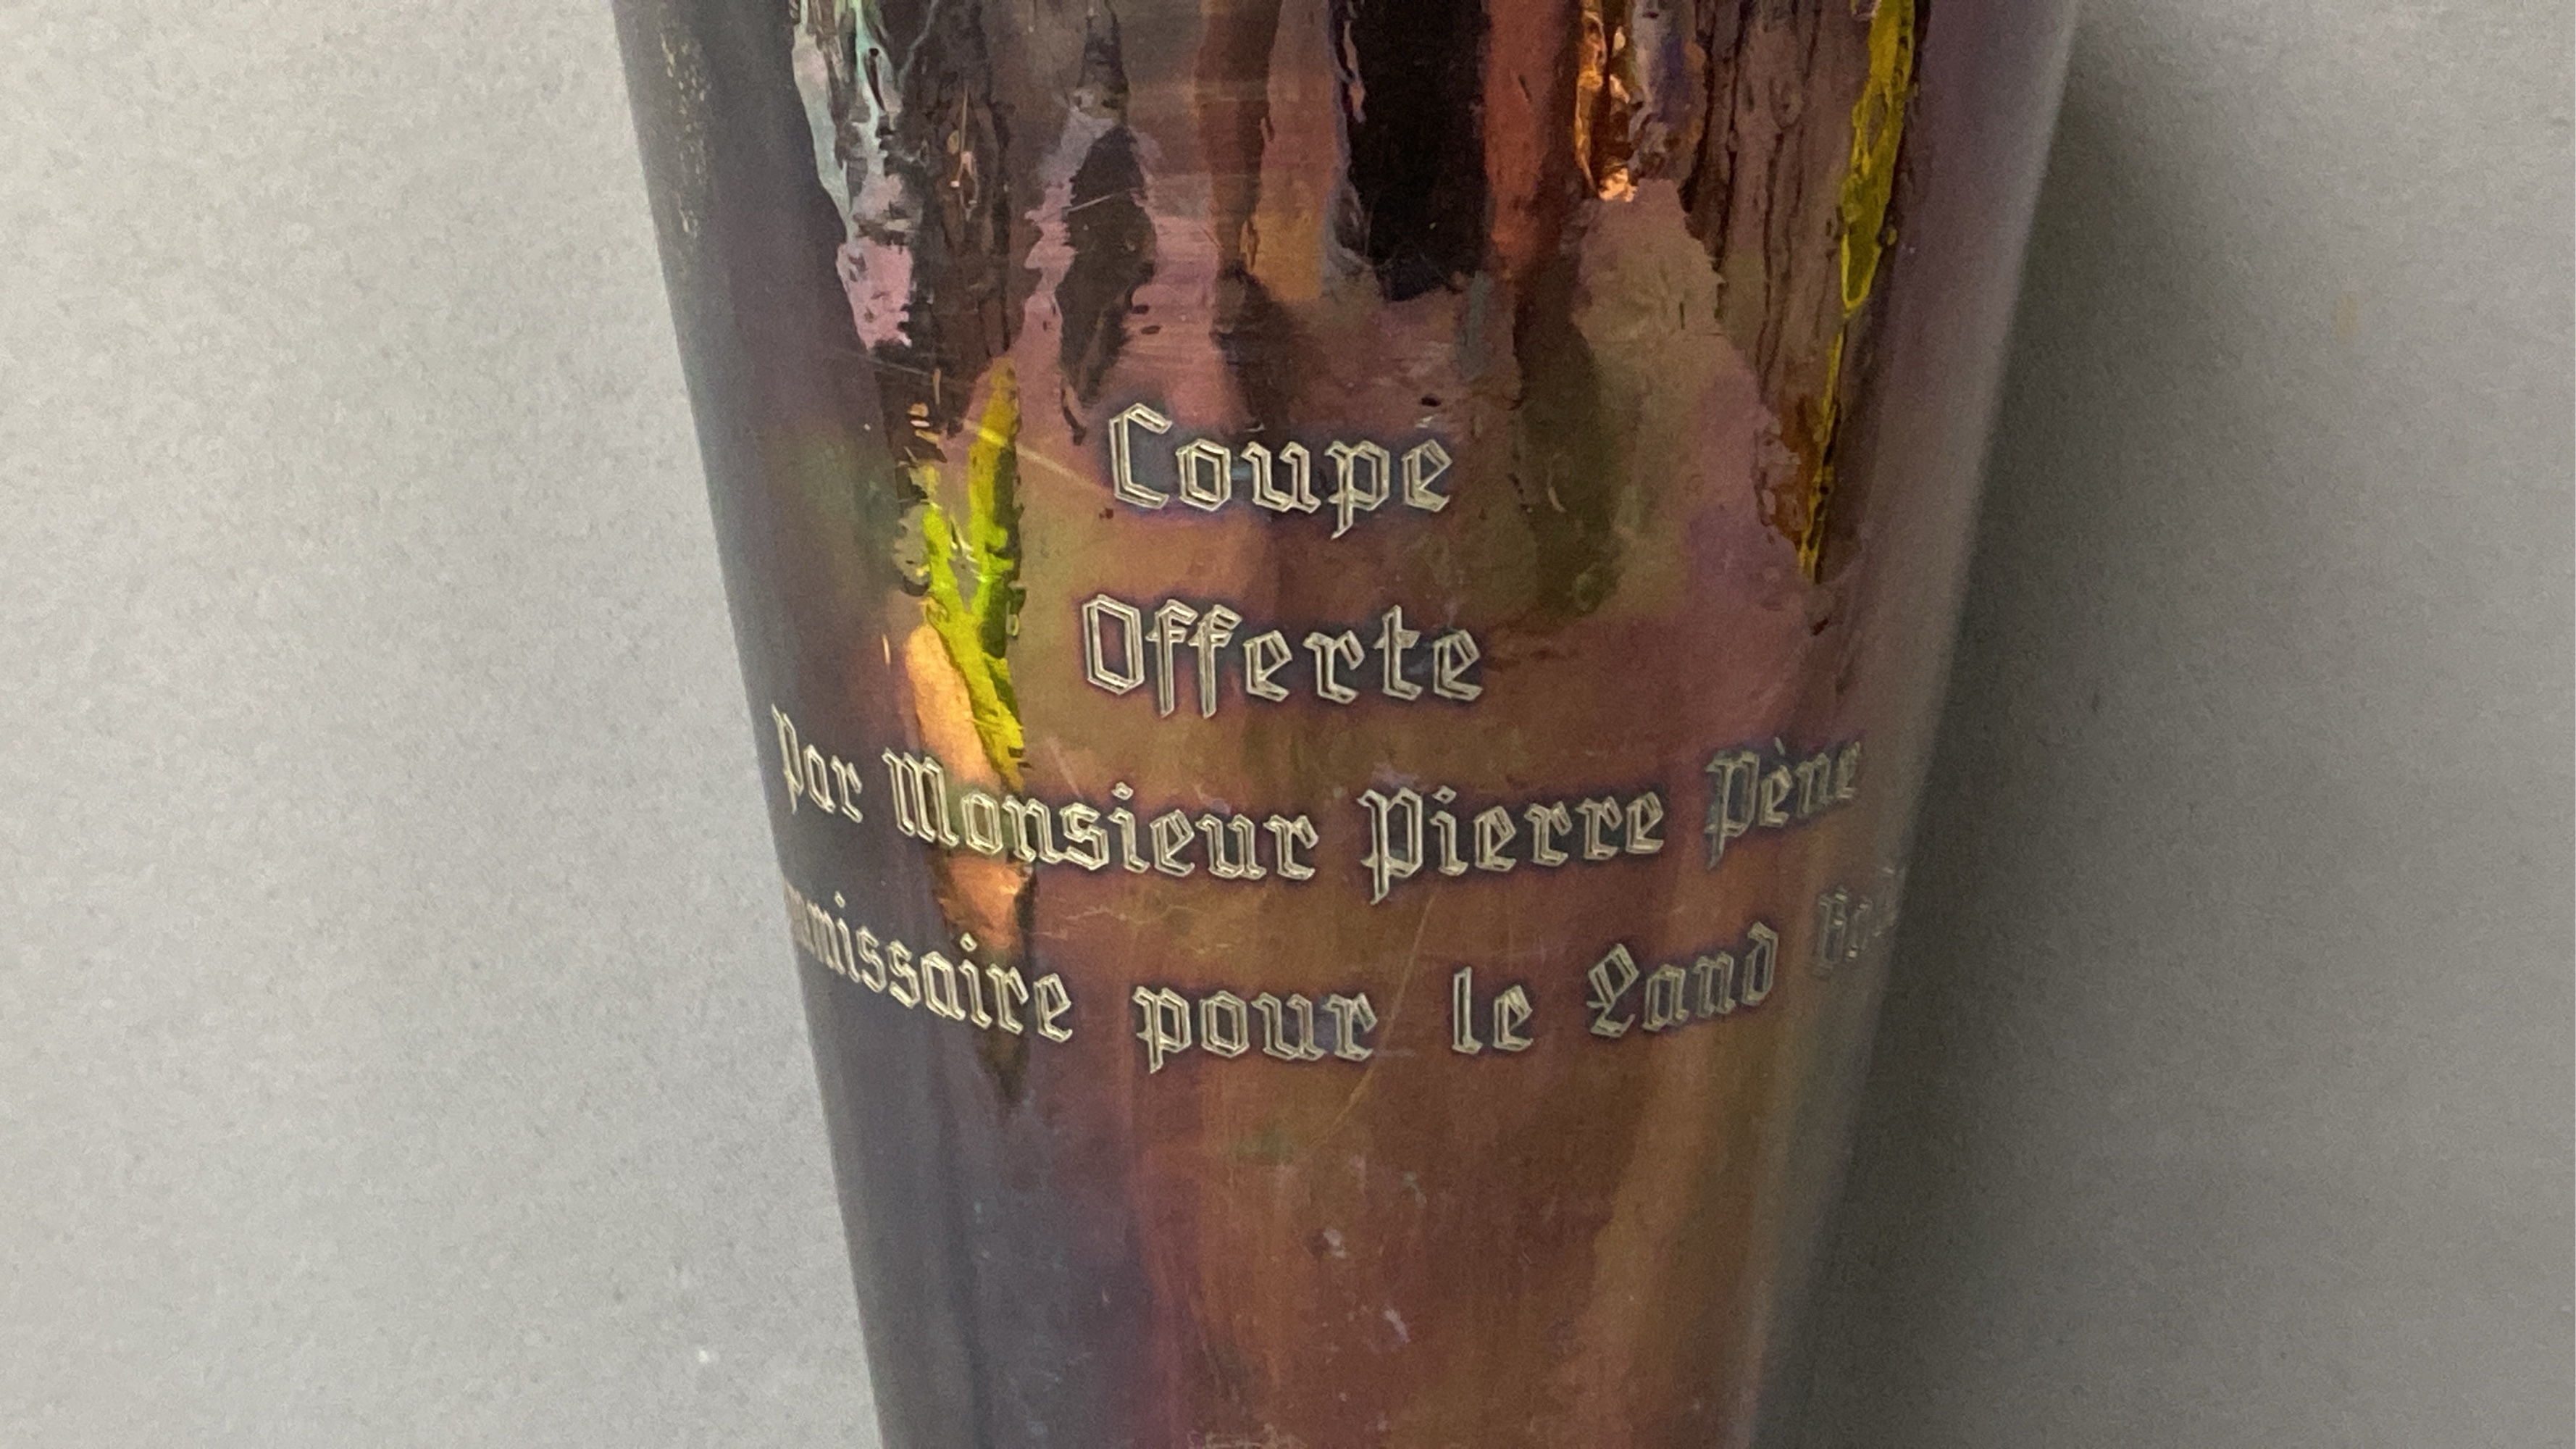 Coupe
Offerte
Par Monsieur Pierre Pène
pour le Land